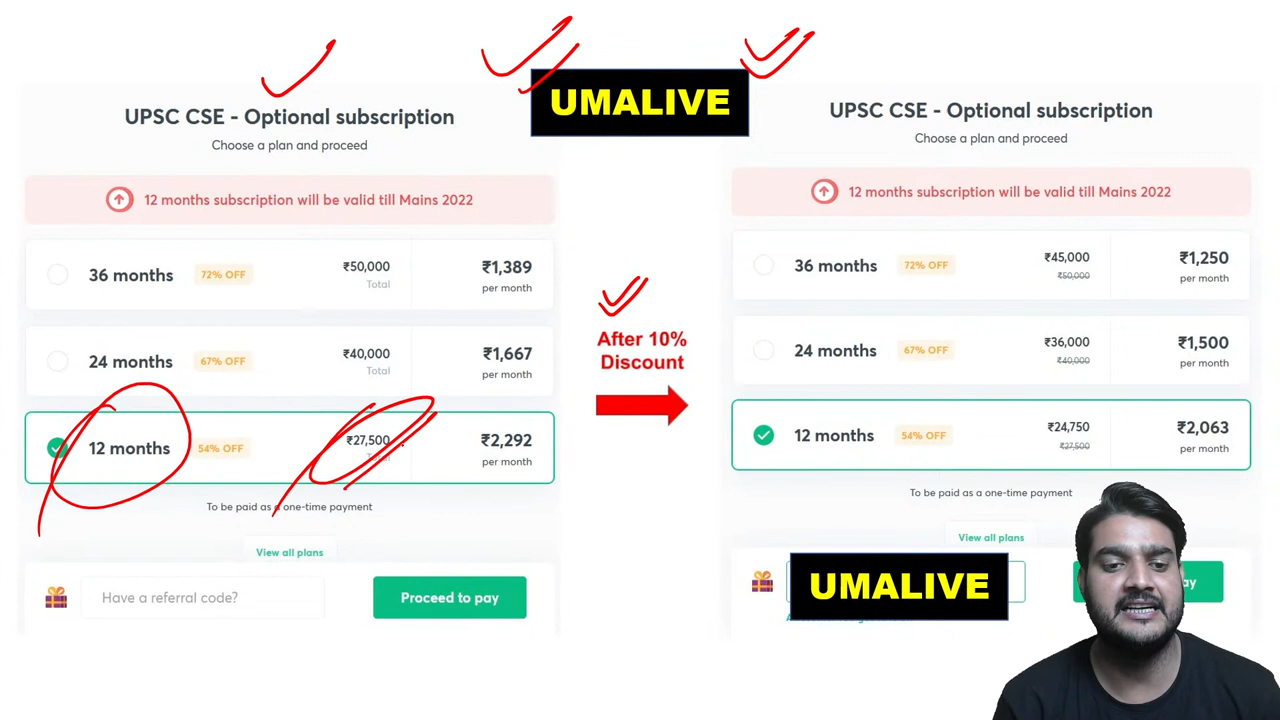 UMALIVE
UPSC CSE - Optional subscription
Choose a plan and proceed
12 months subscription will be valid till Mains 2022
36 months 72% OFF ₹50,000 Total ₹1,389 per month
24 months 67% OFF ₹40,000 Total ₹1,667 per month
12 months 54% OFF ₹27,500 Total ₹2,292 per month
To be paid as a one-time payment
View all plans
Have a referral code?
Proceed to pay
After 10%
Discount
UPSC CSE - Optional subscription
Choose a plan and proceed
12 months subscription will be valid till Mains 2022
36 months 72% OFF ₹45,000 ₹50,000 ₹1,250 per month
24 months 67% OFF ₹36,000 ₹40,000 ₹1,500 per month
12 months 54% OFF ₹24,750 ₹27,500 ₹2,063 per month
To be paid as a one-time payment
View all plans
UMALIVE